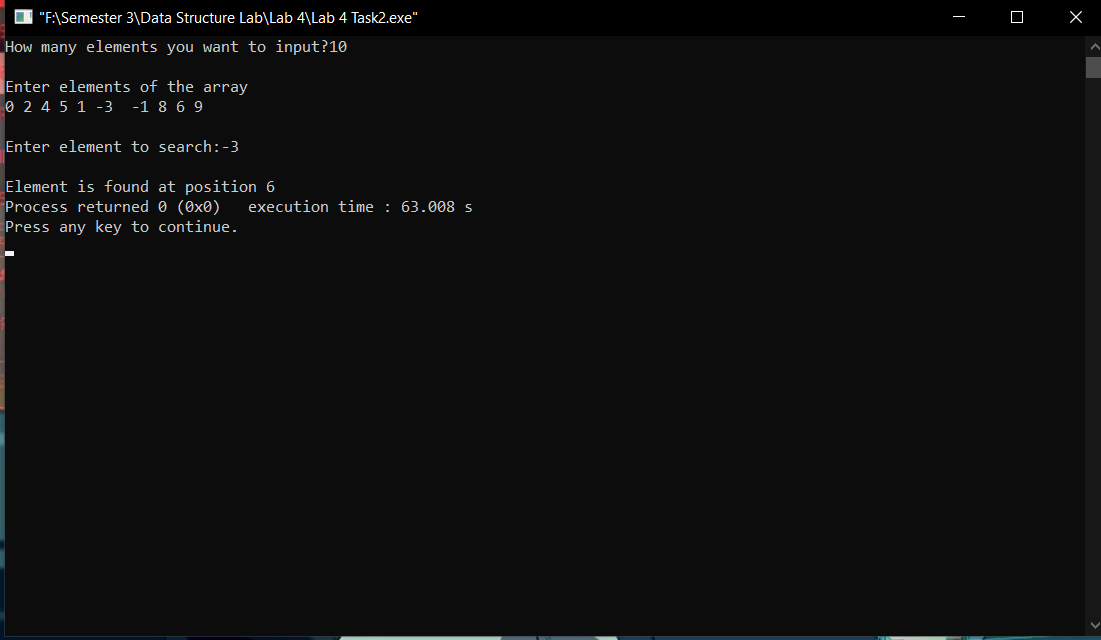 "F:\Semester 3\Data Structure Lab\Lab 4\Lab 4 Task2.exe"
How many elements you want to input?10
Enter elements of the array
0 2 4 5 1 -3  -1 8 6 9
Enter element to search:-3
Element is found at position 6
Process returned 0 (0x0)   execution time : 63.008 s
Press any key to continue.